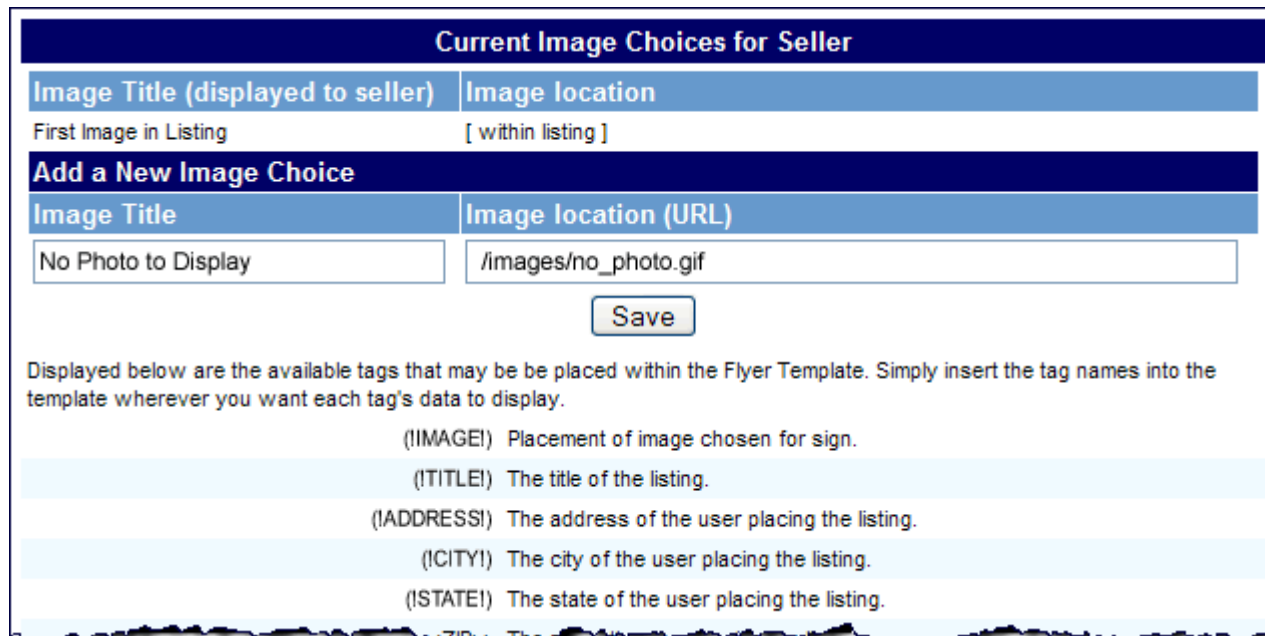 Current Image Choices for Seller
Image Title (displayed to seller) Image location
First Image in Listing [ within listing ]
Add a New Image Choice
Image Title Image location (URL)
No Photo to Display /images/no_photo.gif
Save
Displayed below are the available tags that may be be placed within the Flyer Template. Simply insert the tag names into the
template wherever you want each tag's data to display.
(!IMAGE!) Placement of image chosen for sign.
(!TITLE!) The title of the listing.
(!ADDRESS!) The address of the user placing the listing.
(!CITY!) The city of the user placing the listing.
(!STATE!) The state of the user placing the listing.
The